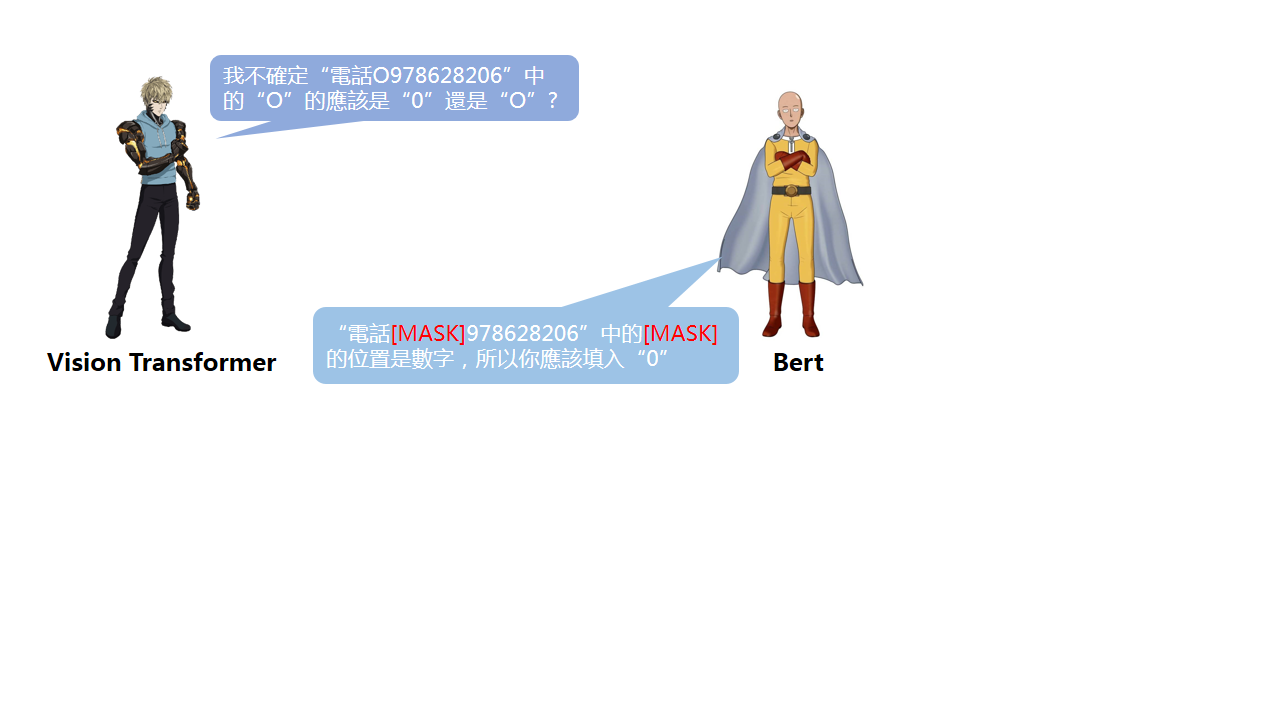 我不確定“電話O978628206”中
的“O”的應該是“0”還是“O”?
“電話[MASK]978628206”中的[MASK]
的位置是數字，所以你應該填入“0”
Vision Transformer
Bert